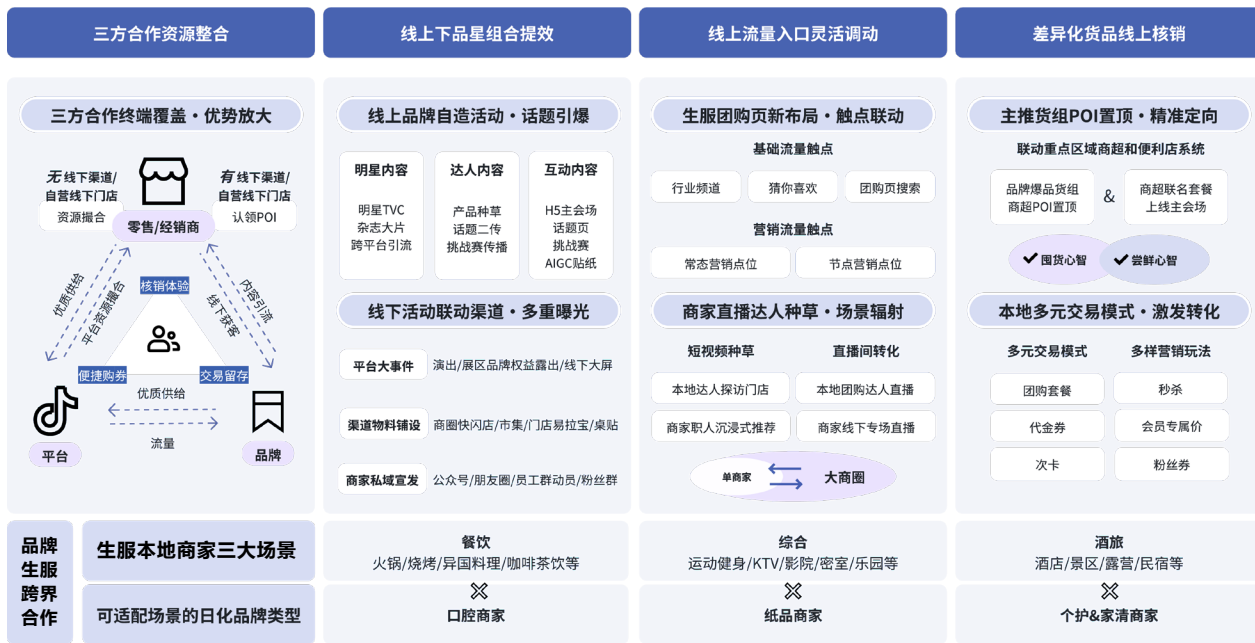 三方合作资源整合
线上下品星组合提效
线上流量入口灵活调动
差异化货品线上核销
三方合作终端覆盖·优势放大
无线下渠道/
自营线下门店
资源撮合
有线下渠道/
自营线下门店
认领POI
零售/经销商
优质供给
平台资源撮合
内容引流
线下获客
核销体验
便捷购券
交易留存
优质供给
流量
平台
品牌
线上品牌自造活动·话题引爆
明星内容
明星TVC
杂志大片
跨平台引流
达人内容
产品种草
话题二传
挑战赛传播
互动内容
H5主会场
话题页
挑战赛
AIGC贴纸
线下活动联动渠道·多重曝光
平台大事件
演出/展区品牌权益露出/线下大屏
渠道物料铺设
商圈快闪店/市集/门店易拉宝/桌贴
商家私域宣发
公众号/朋友圈/员工群动员/粉丝群
生服团购页新布局·触点联动
基础流量触点
行业频道
猜你喜欢
团购页搜索
营销流量触点
常态营销点位
节点营销点位
商家直播达人种草·场景辐射
短视频种草
直播间转化
本地达人探访门店
本地团购达人直播
商家职人沉浸式推荐
商家线下专场直播
单商家
大商圈
主推货组POI置顶·精准定向
联动重点区域商超和便利店系统
品牌爆品货组
商超POI置顶
&
商超联名套餐
上线主会场
囤货心智
尝鲜心智
本地多元交易模式·激发转化
多元交易模式
多样营销玩法
团购套餐
秒杀
代金券
会员专属价
次卡
粉丝券
品牌
生服
跨界
合作
生服本地商家三大场景
餐饮
火锅/烧烤/异国料理/咖啡茶饮等
综合
运动健身/KTV/影院/密室/乐园等
酒旅
酒店/景区/露营/民宿等
可适配场景的日化品牌类型
口腔商家
纸品商家
个护&家清商家